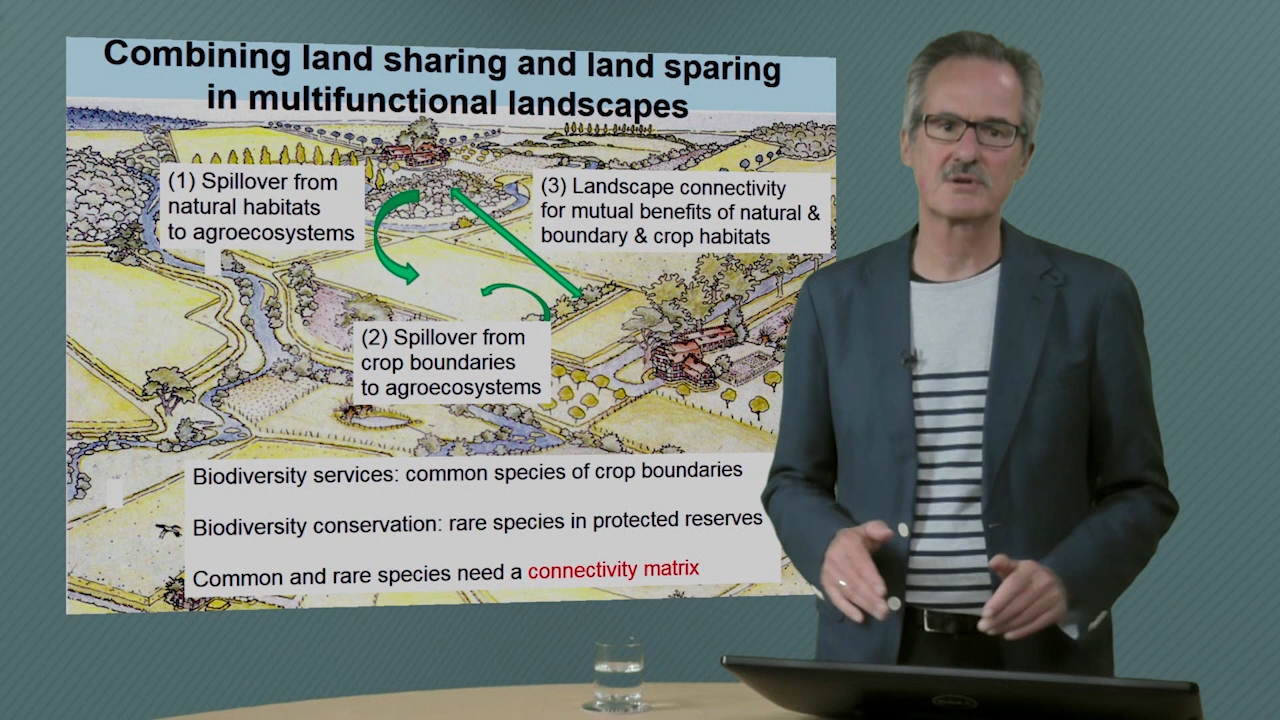 Combining land sharing and land sparing
in multifunctional landscapes
(1) Spillover from
natural habitats
to agroecosystems
(3) Landscape connectivity
for mutual benefits of natural &
boundary & crop habitats
(2) Spillover from
crop boundaries
to agroecosystems
Biodiversity services: common species of crop boundaries
Biodiversity conservation: rare species in protected reserves
Common and rare species need a connectivity matrix
DELL